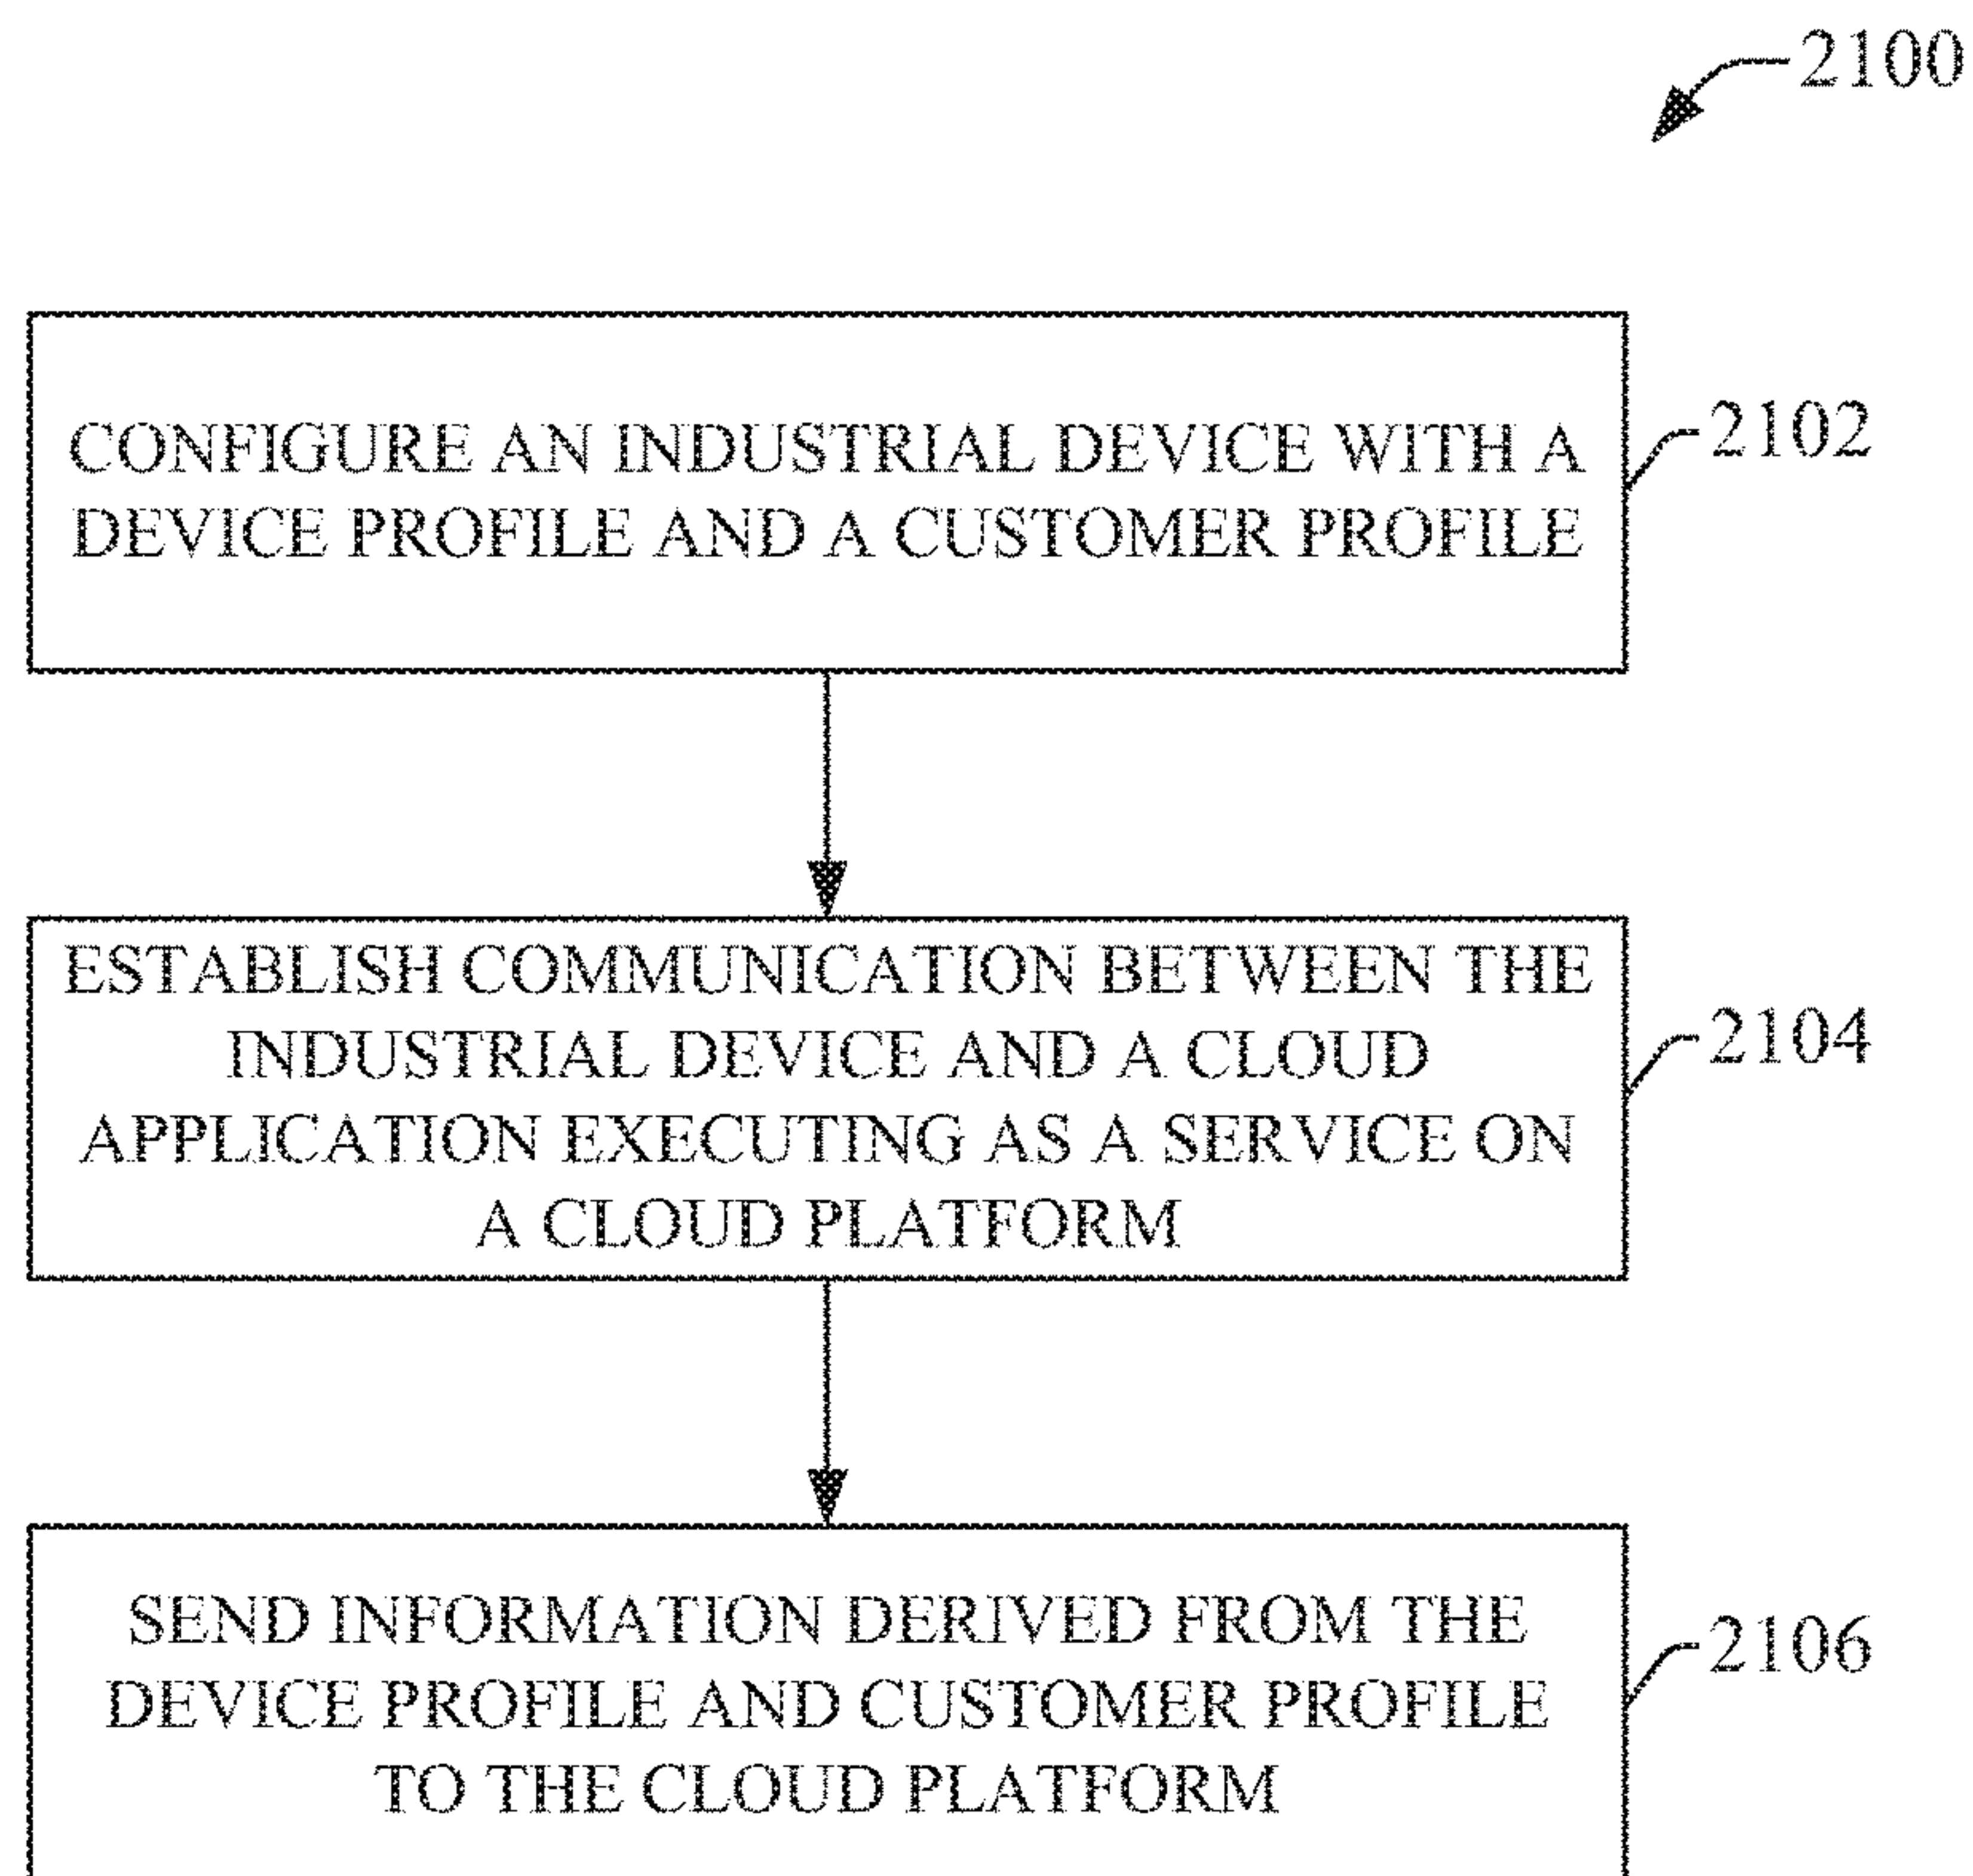 2100
CONFIGURE AN INDUSTRIAL DEVICE WITH A
DEVICE PROFILE AND A CUSTOMER PROFILE
2102
ESTABLISH COMMUNICATION BETWEEN THE
INDUSTRIAL DEVICE AND A CLOUD
APPLICATION EXECUTING AS A SERVICE ON
A CLOUD PLATFORM
2104
SEND INFORMATION DERIVED FROM THE
DEVICE PROFILE AND CUSTOMER PROFILE
TO THE CLOUD PLATFORM
2106